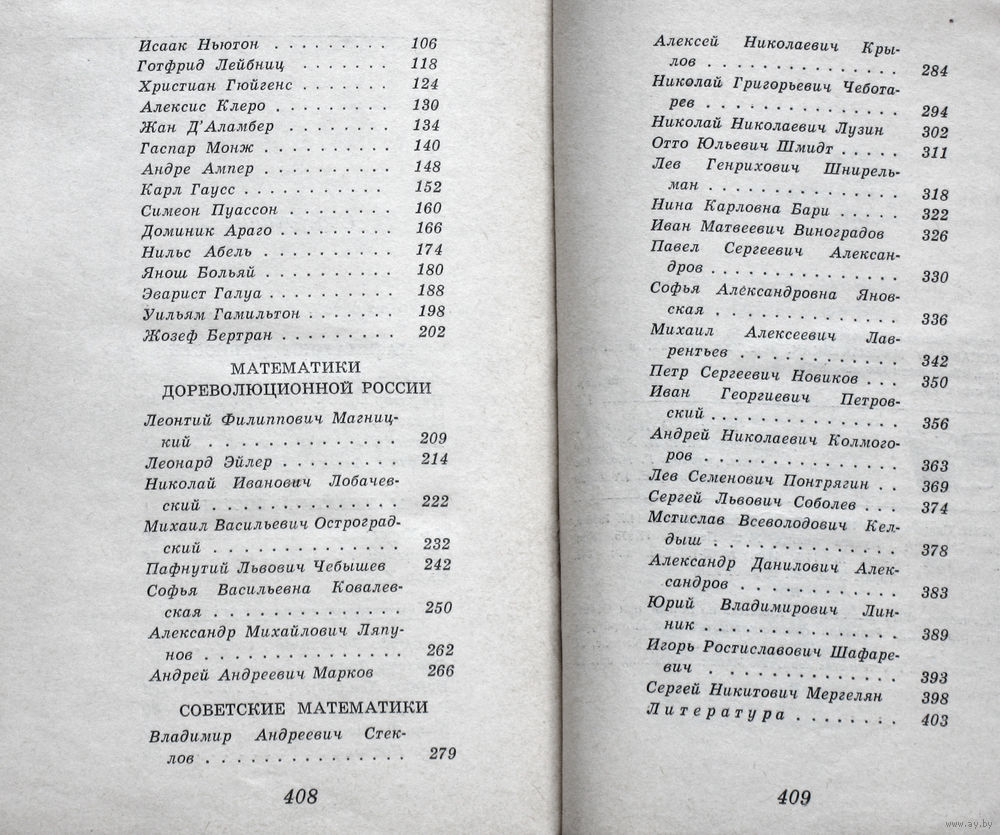 Исаак Ньютон . . . . . . . . . 106
Готфрид Лейбниц . . . . . . . 118
Христиан Гюйгенс . . . . . . . 124
Алексис Клеро . . . . . . . . 130
Жан Д'Аламбер . . . . . . . . 134
Гаспар Монж . . . . . . . . . 140
Андре Ампер . . . . . . . . . 148
Карл Гаусс . . . . . . . . . . 152
Симеон Пуассон . . . . . . . . 160
Доминик Араго . . . . . . . . 166
Нильс Абель . . . . . . . . . 174
Янош Больяй . . . . . . . . . 180
Эварист Галуа . . . . . . . . . 188
Уильям Гамильтон . . . . . . . 198
Жозеф Бертран . . . . . . . . 202
МАТЕМАТИКИ
ДОРЕВОЛЮЦИОННОЙ РОССИИ
Леонтий Филиппович Магниц-
кий . . . . . . . . . . . . 209
Леонард Эйлер . . . . . . . . . 214
Николай Иванович Лобачев-
ский . . . . . . . . . . . . 222
Михаил Васильевич Остроград-
ский . . . . . . . . . . . . 232
Пафнутий Львович Чебышев 242
Софья Васильевна Ковалев-
ская . . . . . . . . . . . . 250
Александр Михайлович Ляпу-
нов . . . . . . . . . . . . . 262
Андрей Андреевич Марков 266
СОВЕТСКИЕ МАТЕМАТИКИ
Владимир Андреевич Стек-
лов . . . . . . . . . . . . . 279
408
Алексей Николаевич Кры-
лов . . . . . . . . . . . . . 284
Николай Григорьевич Чебота-
рев . . . . . . . . . . . . . 294
Николай Николаевич Лузин 302
Отто Юльевич Шмидт . . . . . 311
Лев Генрихович Шнирель-
ман . . . . . . . . . . . . . 318
Нина Карловна Бари . . . . . 322
Иван Матвеевич Виноградов 326
Павел Сергеевич Алексан-
дров . . . . . . . . . . . . . 330
Софья Александровна Янов-
ская . . . . . . . . . . . . 336
Михаил Алексеевич Лав-
рентьев . . . . . . . . . . . 342
Петр Сергеевич Новиков . . . 350
Иван Георгиевич Петров-
ский . . . . . . . . . . . . . 356
Андрей Николаевич Колмого-
ров . . . . . . . . . . . . . 363
Лев Семенович Понтрягин . . 369
Сергей Львович Соболев . . . 374
Мстислав Всеволодович Кел-
дыш . . . . . . . . . . . . . 378
Александр Данилович Алек-
сандров . . . . . . . . . . . 383
Юрий Владимирович Лин-
ник . . . . . . . . . . . . . 389
Игорь Ростиславович Шафаре-
вич . . . . . . . . . . . . . 393
Сергей Никитович Мергелян 398
Литература . . . . . . . . 403
409
www.ay.by